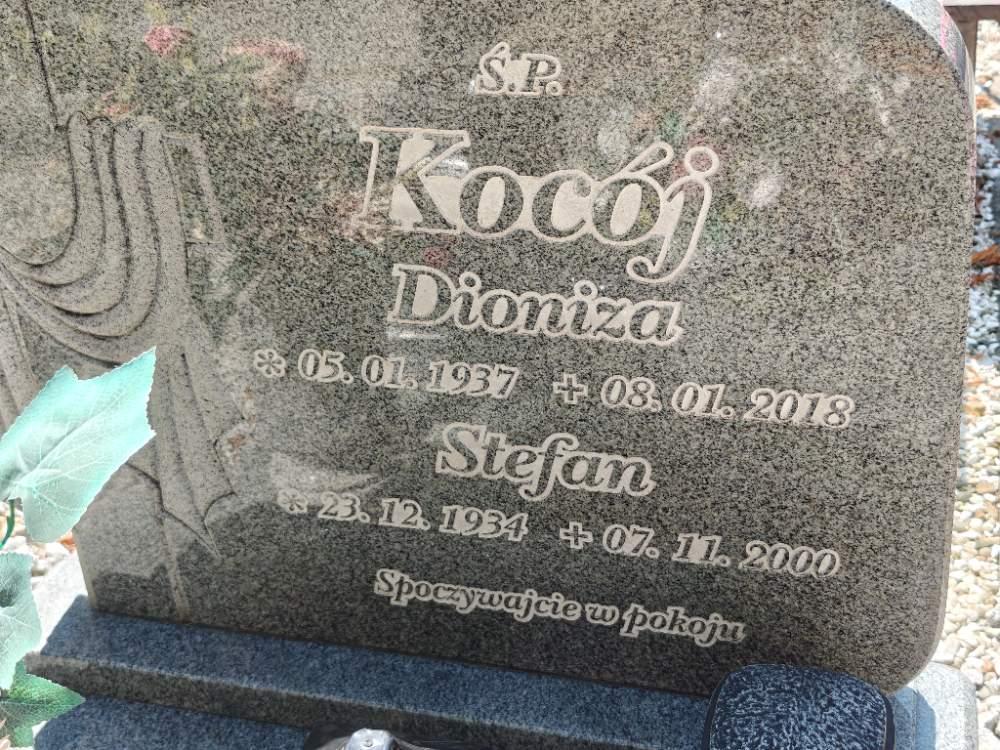 Ś.P.
Kocój
Dioniza
* 05. 01. 1937 + 08. 01. 2018
Stefan
* 23. 12. 1934 + 07. 11. 2000
Spoczywajcie w pokoju